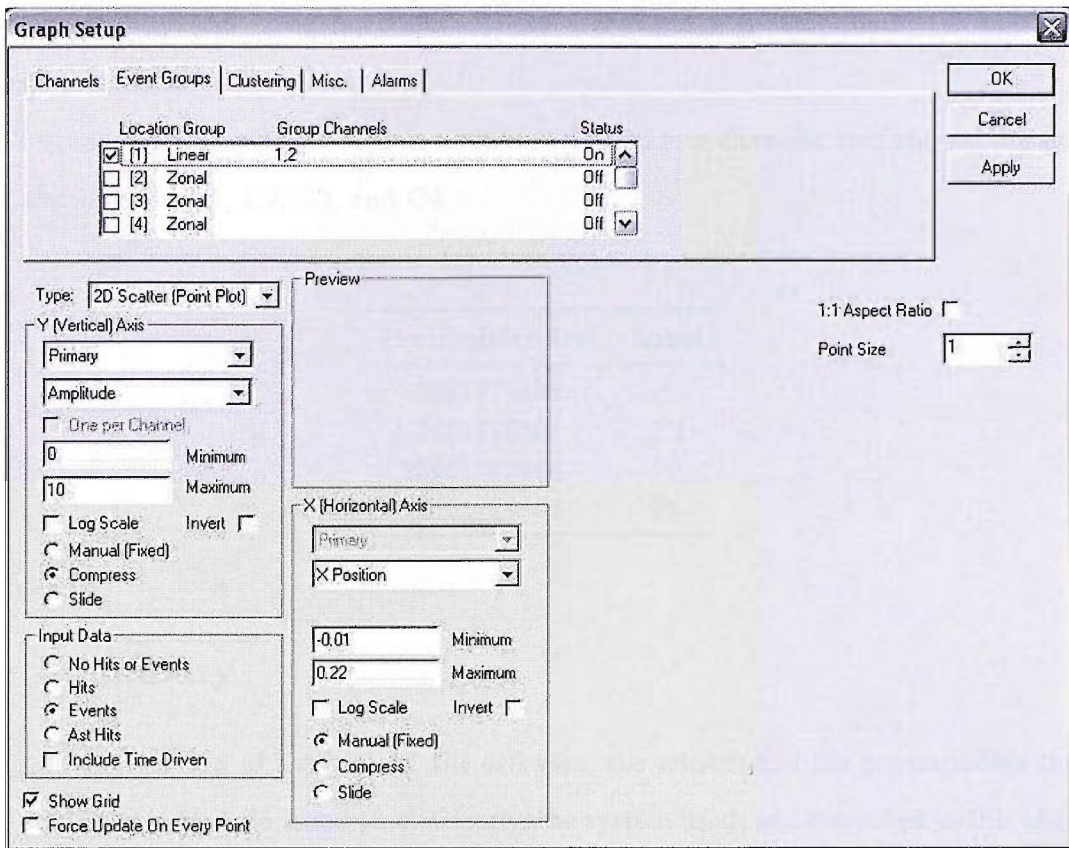 Graph Setup
Channels Event Groups Clustering Misc. Alarms
OK
Cancel
Apply
Location Group Group Channels Status
[1] Linear 1,2 On
[2] Zonal Off
[3] Zonal Off
[4] Zonal Off
Type: 2D Scatter (Point Plot)
Y (Vertical) Axis
Primary
Amplitude
One per Channel
0 Minimum
10 Maximum
Log Scale Invert
Manual (Fixed)
Compress
Slide
Input Data
No Hits or Events
Hits
Events
Ast Hits
Include Time Driven
Show Grid
Force Update On Every Point
Preview
X (Horizontal) Axis
Primary
X Position
-0.01 Minimum
0.22 Maximum
Log Scale Invert
Manual (Fixed)
Compress
Slide
1:1 Aspect Ratio
Point Size 1